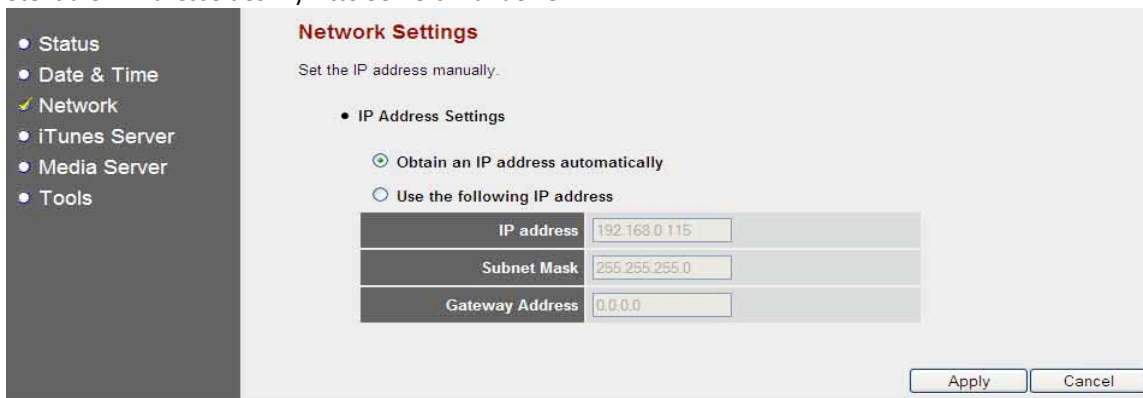 Status
Date & Time
Network
iTunes Server
Media Server
Tools
Network Settings
Set the IP address manually.
IP Address Settings
Obtain an IP address automatically
Use the following IP address
IP address 192.168.0.115
Subnet Mask 255.255.255.0
Gateway Address 0.0.0.0
Apply Cancel